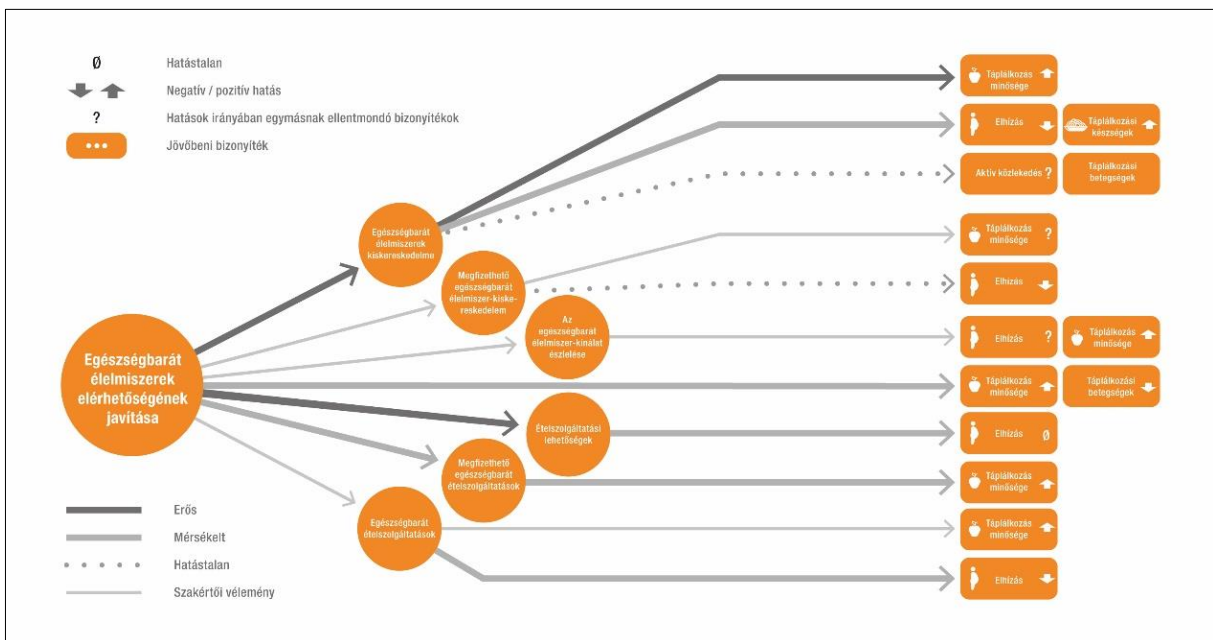 Ø Hatástalan
Negatív / pozitív hatás
? Hatások irányában egymásnak ellentmondó bizonyítékok
Jövőbeni bizonyíték
Egészségbarát
élelmiszerek
elérhetőségének
javítása
Egészségbarát
élelmiszerek
kiskereskedelme
Megfizethető
egészségbarát
élelmiszer-kiske-
reskedelem
Az
egészségbarát
élelmiszer-kínálat
észlelése
Ételszolgáltatási
lehetőségek
Megfizethető
egészségbarát
ételszolgáltatások
Egészségbarát
ételszolgáltatások
Táplálkozás
minősége
Elhízás
Táplálkozási
készségek
Aktív közlekedés ?
Táplálkozási
betegségek
Táplálkozás
minősége ?
Elhízás
Elhízás ?
Táplálkozás
minősége
Táplálkozás
minősége
Táplálkozási
betegségek
Elhízás Ø
Táplálkozás
minősége
Táplálkozás
minősége
Elhízás
Erős
Mérsékelt
Hatástalan
Szakértői vélemény